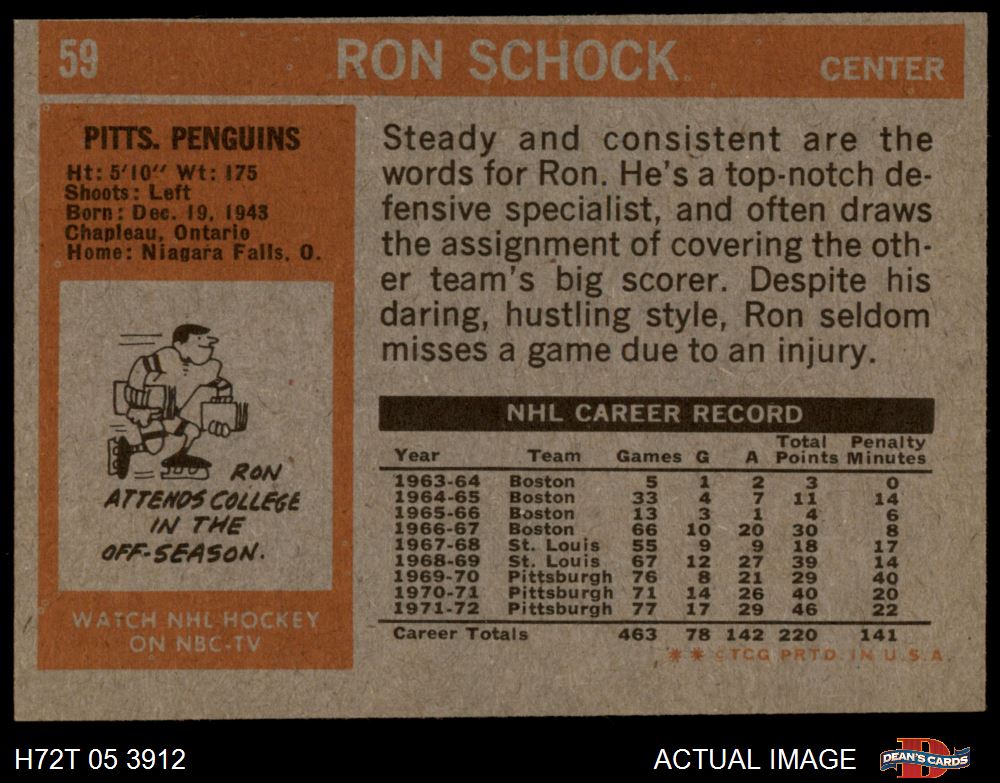 59 RON SCHOCK CENTER
PITTS. PENGUINS
Ht: 5'10" Wt: 175
Shoots: Left
Born: Dec. 19, 1943
Chapleau, Ontario
Home: Niagara Falls, O.
RON
ATTENDS COLLEGE
IN THE
OFF-SEASON.
WATCH NHL HOCKEY
ON NBC-TV
Steady and consistent are the
words for Ron. He's a top-notch de-
fensive specialist, and often draws
the assignment of covering the oth-
er team's big scorer. Despite his
daring, hustling style, Ron seldom
misses a game due to an injury.
NHL CAREER RECORD
Total Penalty
Year Team Games G A Points Minutes
1963-64 Boston 5 1 2 3 0
1964-65 Boston 33 4 7 11 14
1965-66 Boston 13 3 1 4 6
1966-67 Boston 66 10 20 30 8
1967-68 St. Louis 55 9 9 18 17
1968-69 St. Louis 67 12 27 39 14
1969-70 Pittsburgh 76 8 21 29 40
1970-71 Pittsburgh 71 14 26 40 20
1971-72 Pittsburgh 77 17 29 46 22
Career Totals 463 78 142 220 141
* * ©TCG PRTD. IN U.S.A.
H72T 05 3912 ACTUAL IMAGE DEAN'S CARDS